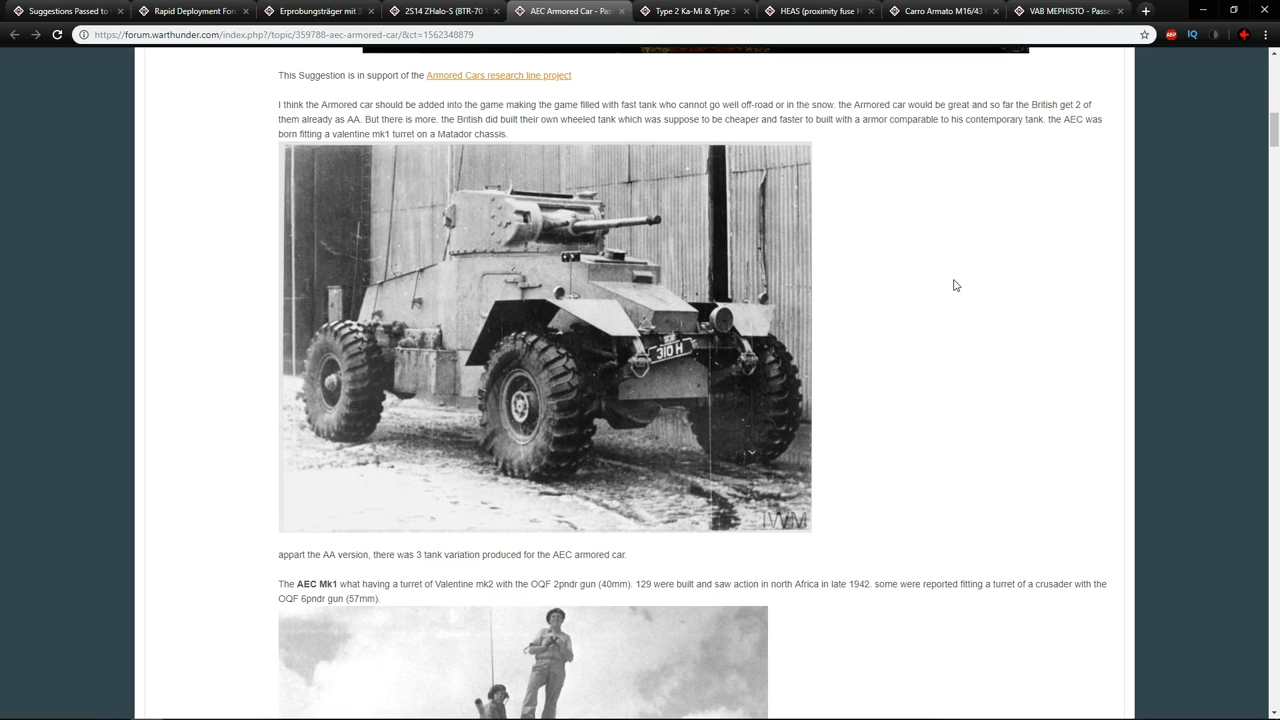 Suggestions Passed to
Rapid Deployment For
Erprobungsträger mit 3
2S14 ZHalo-S (BTR-70
AEC Armored Car - Pas
Type 2 Ka-Mi & Type 3
HEAS (proximity fuse H
Carro Armato M16/43
VAB MEPHISTO - Passe
https://forum.warthunder.com/index.php?/topic/359788-aec-armored-car/&ct=1562348879
ABP
IQ
This Suggestion is in support of the Armored Cars research line project
I think the Armored car should be added into the game making the game filled with fast tank who cannot go well off-road or in the snow. the Armored car would be great and so far the British get 2 of
them already as AA. But there is more. the British did built their own wheeled tank which was suppose to be cheaper and faster to built with a armor comparable to his contemporary tank. the AEC was
born fitting a valentine mk1 turret on a Matador chassis.
310 H
IWM
appart the AA version, there was 3 tank variation produced for the AEC armored car.
The AEC Mk1 what having a turret of Valentine mk2 with the OQF 2pndr gun (40mm). 129 were built and saw action in north Africa in late 1942. some were reported fitting a turret of a crusader with the
OQF 6pndr gun (57mm).